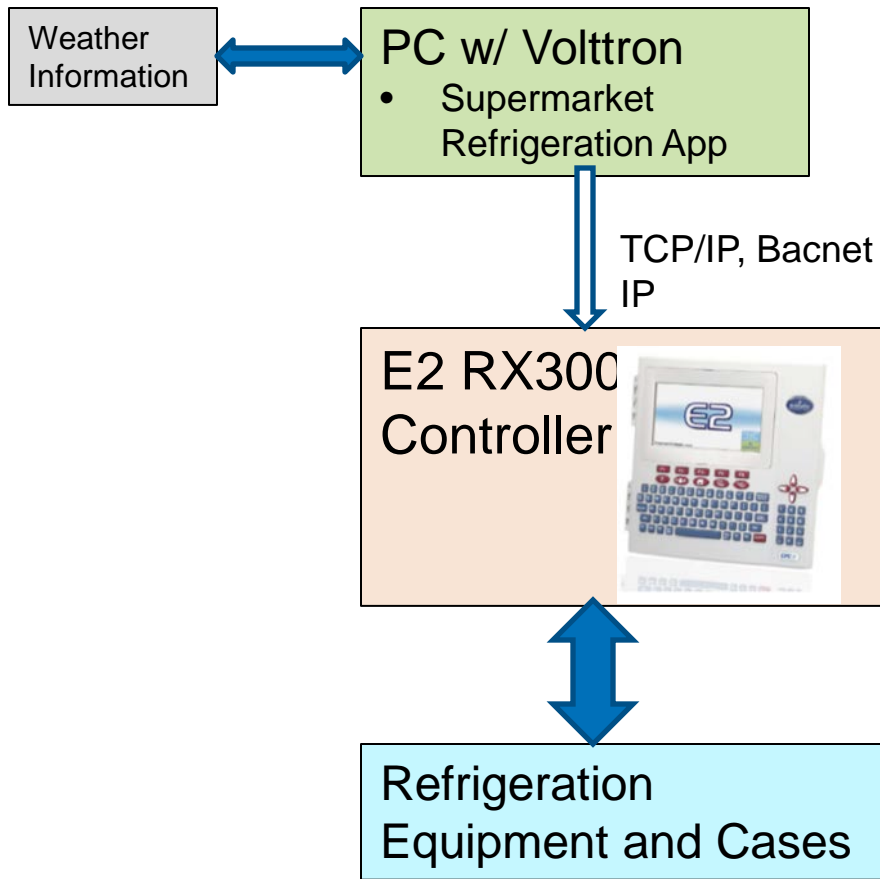 Weather
Information
PC w/ Volttron
• Supermarket
Refrigeration App
TCP/IP, Bacnet
IP
E2 RX300
Controller
E2
Refrigeration
Equipment and Cases